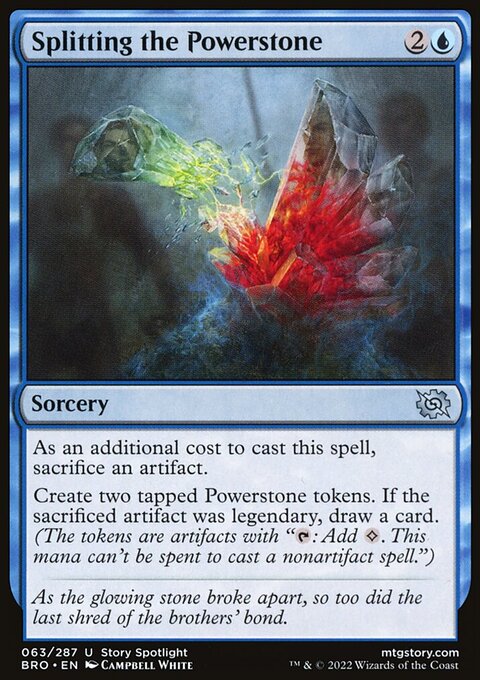 Splitting the Powerstone 2
Sorcery
As an additional cost to cast this spell,
sacrifice an artifact.
Create two tapped Powerstone tokens. If the
sacrificed artifact was legendary, draw a card.
(The tokens are artifacts with “: Add . This
mana can’t be spent to cast a nonartifact spell.”)
As the glowing stone broke apart, so too did the
last shred of the brothers’ bond.
063/287 U Story Spotlight mtgstory.com
BRO • EN Campbell White ™ & © 2022 Wizards of the Coast